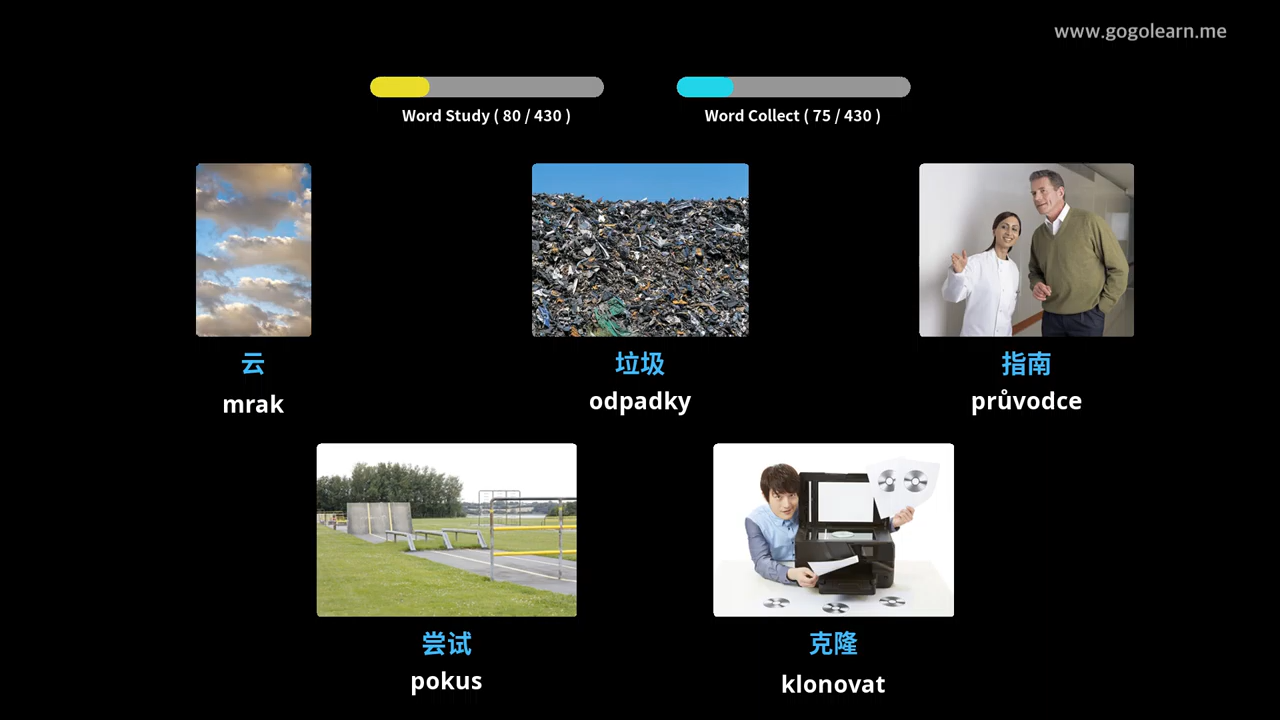 www.gogolearn.me
Word Study ( 80 / 430 )
Word Collect ( 75 / 430 )
云
mrak
垃圾
odpadky
指南
průvodce
尝试
pokus
克隆
klonovat